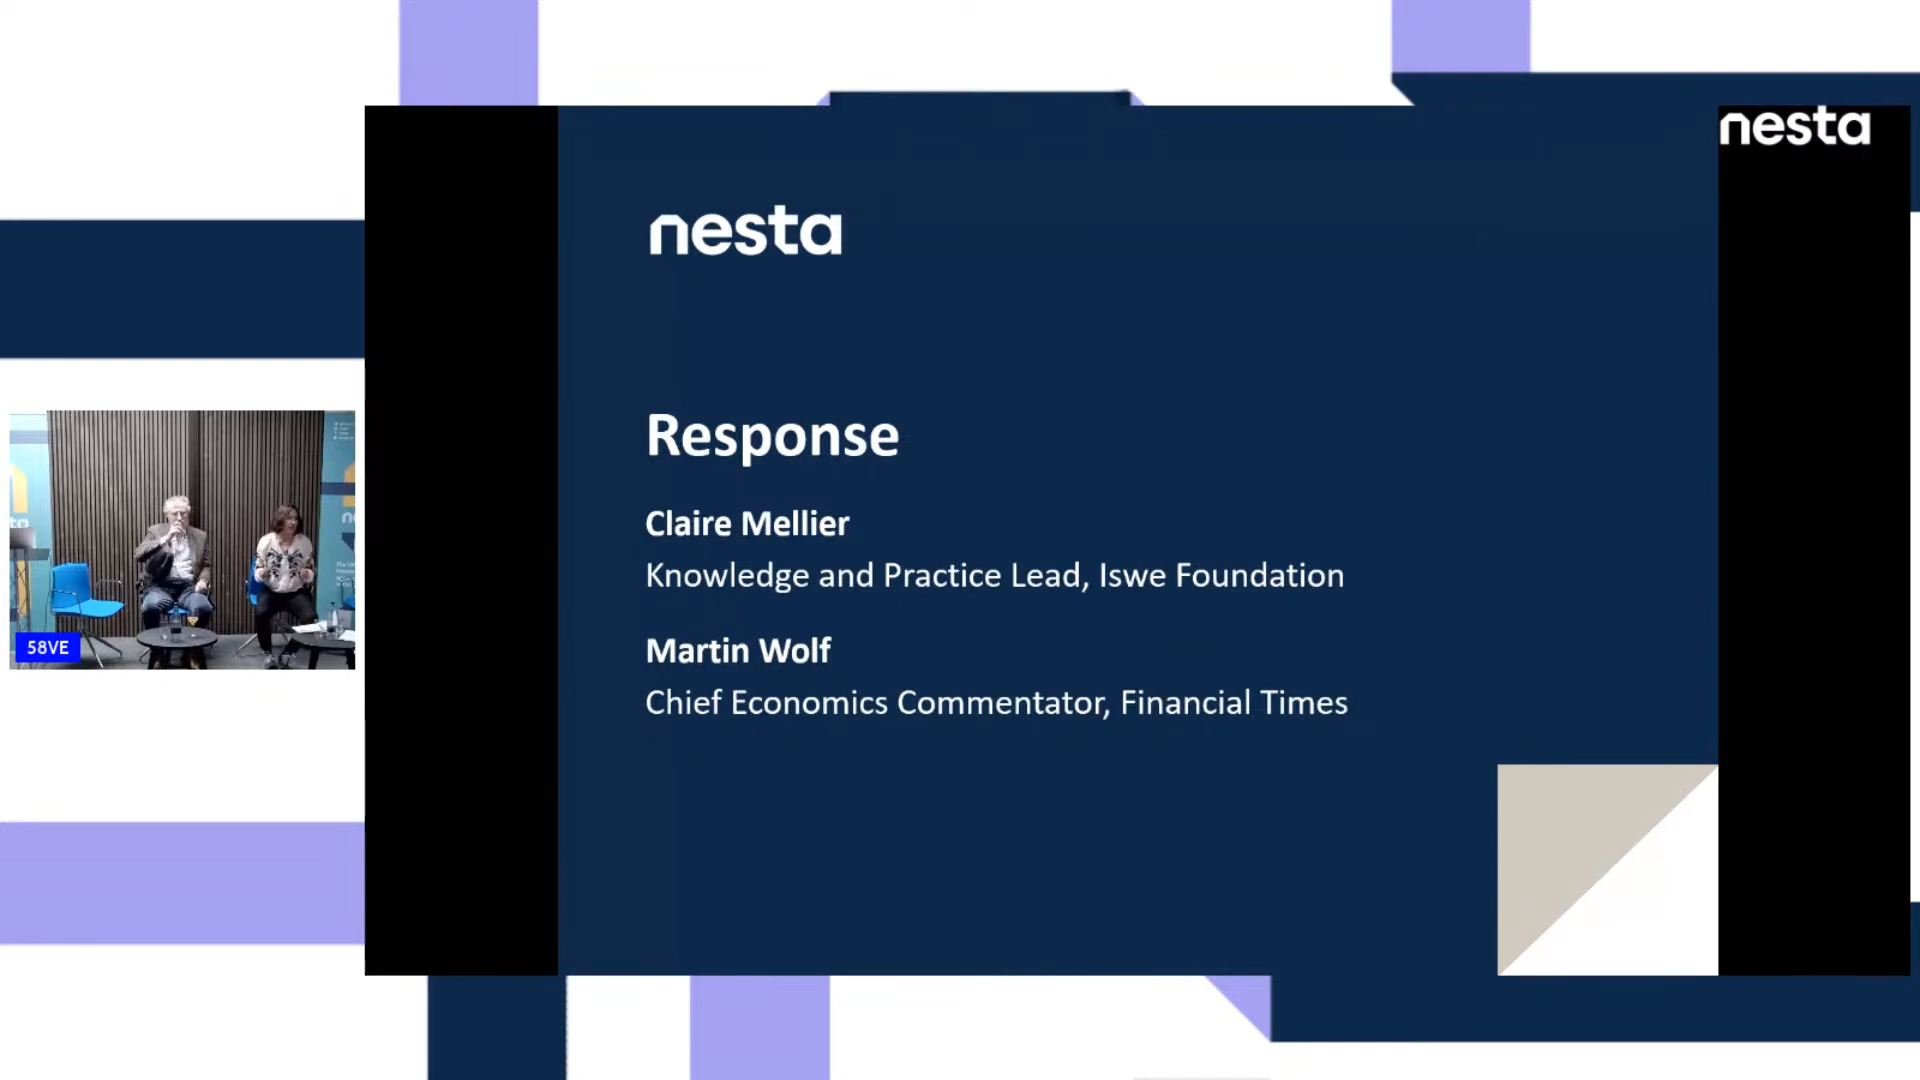 nesta
nesta
Response
Claire Mellier
Knowledge and Practice Lead, Iswe Foundation
Martin Wolf
Chief Economics Commentator, Financial Times
58VE